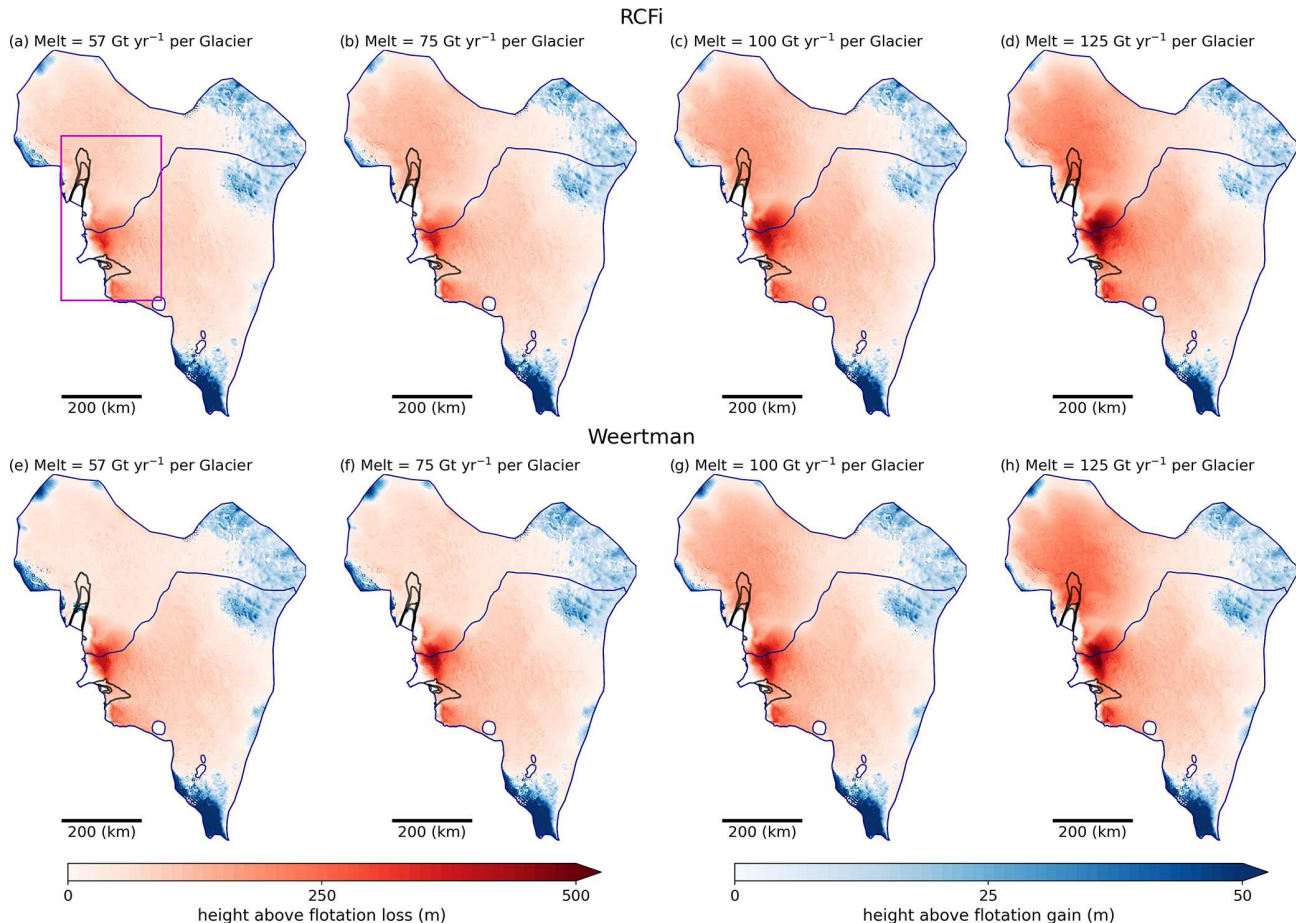 RCFi
(a) Melt = 57 Gt yr⁻¹ per Glacier
(b) Melt = 75 Gt yr⁻¹ per Glacier
(c) Melt = 100 Gt yr⁻¹ per Glacier
(d) Melt = 125 Gt yr⁻¹ per Glacier
200 (km)
200 (km)
200 (km)
200 (km)
Weertman
(e) Melt = 57 Gt yr⁻¹ per Glacier
(f) Melt = 75 Gt yr⁻¹ per Glacier
(g) Melt = 100 Gt yr⁻¹ per Glacier
(h) Melt = 125 Gt yr⁻¹ per Glacier
200 (km)
200 (km)
200 (km)
200 (km)
0 250 500
height above flotation loss (m)
0 25 50
height above flotation gain (m)